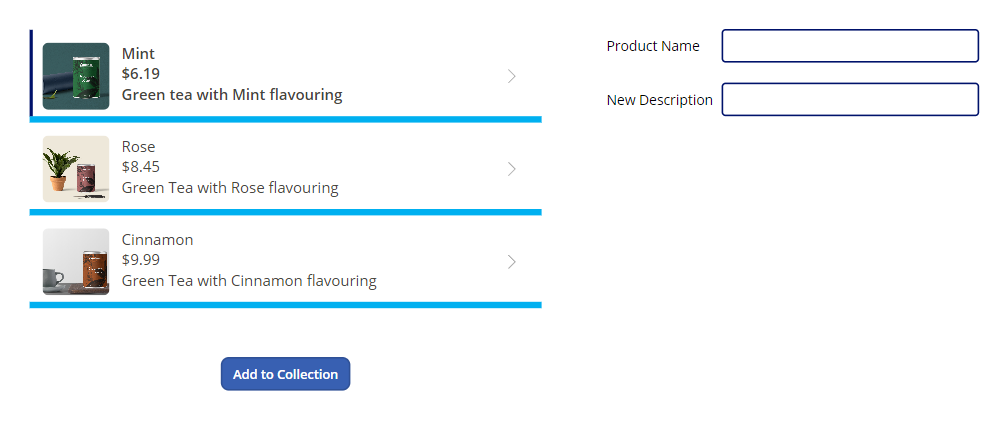 Mint
$6.19
Green tea with Mint flavouring
Rose
$8.45
Green Tea with Rose flavouring
Cinnamon
$9.99
Green Tea with Cinnamon flavouring
Add to Collection
Product Name
New Description